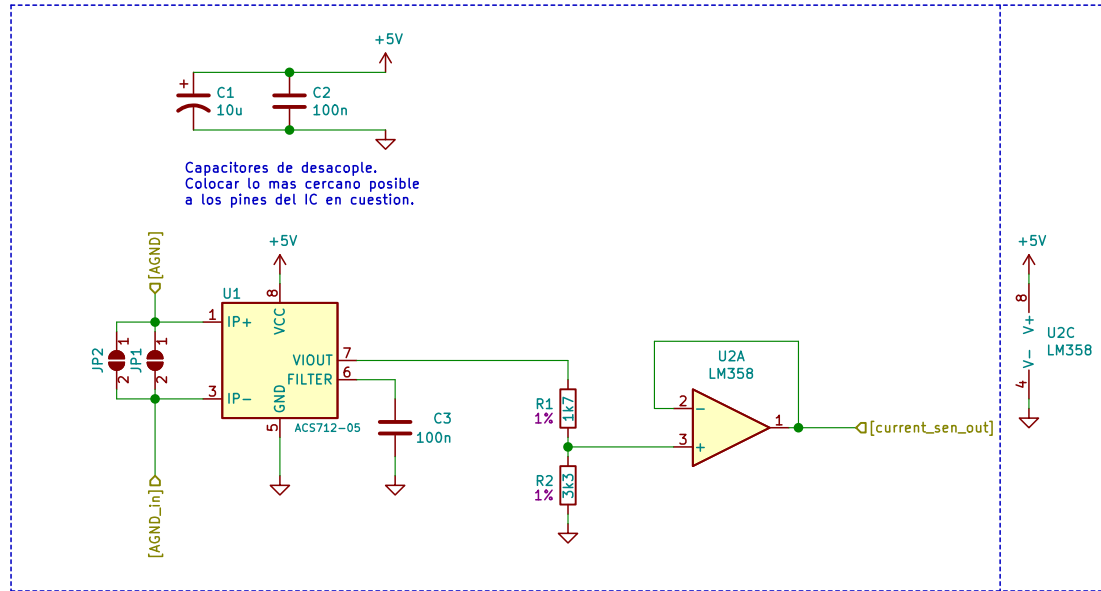 +5V
+
C1
10u
C2
100n
Capacitores de desacople.
Colocar lo mas cercano posible
a los pines del IC en cuestion.
[AGND]
+5V
U1
8
VCC
1
IP+
JP2
1
2
JP1
1
2
VIOUT
7
FILTER
6
3
IP-
GND
5
ACS712-05
C3
100n
[AGND_in]
R1
1%
1k7
R2
1%
3k3
U2A
LM358
2
-
3
+
1
[current_sen_out]
+5V
8
V+
U2C
LM358
V-
4